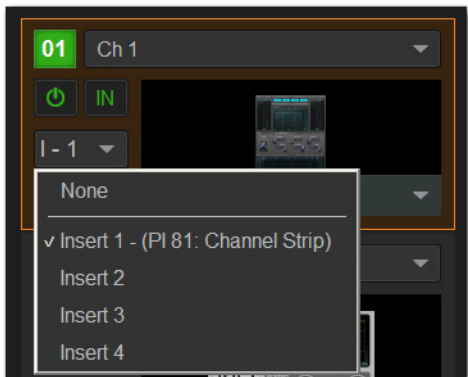 01 Ch 1
IN
I - 1
None
Insert 1 - (PI 81: Channel Strip)
Insert 2
Insert 3
Insert 4